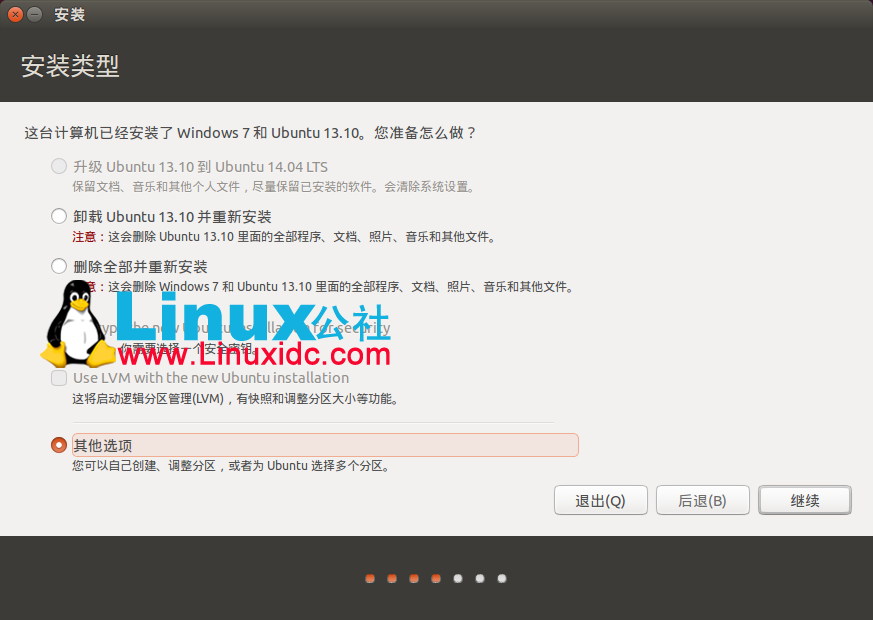 安装
安装类型
这台计算机已经安装了 Windows 7 和 Ubuntu 13.10。您准备怎么做？
升级 Ubuntu 13.10 到 Ubuntu 14.04 LTS
保留文档、音乐和其他个人文件，尽量保留已安装的软件。会清除系统设置。
卸载 Ubuntu 13.10 并重新安装
注意：这会删除 Ubuntu 13.10 里面的全部程序、文档、照片、音乐和其他文件。
删除全部并重新安装
意：这会删除 Windows 7 和 Ubuntu 13.10 里面的全部程序、文档、照片、音乐和其他文件。
Linux公社
the new Ubuntu installation for security
你需要选择一个安全密钥。
www.Linuxidc.com
Use LVM with the new Ubuntu installation
这将启动逻辑分区管理(LVM)，有快照和调整分区大小等功能。
其他选项
您可以自己创建、调整分区，或者为 Ubuntu 选择多个分区。
退出(Q) 后退(B) 继续